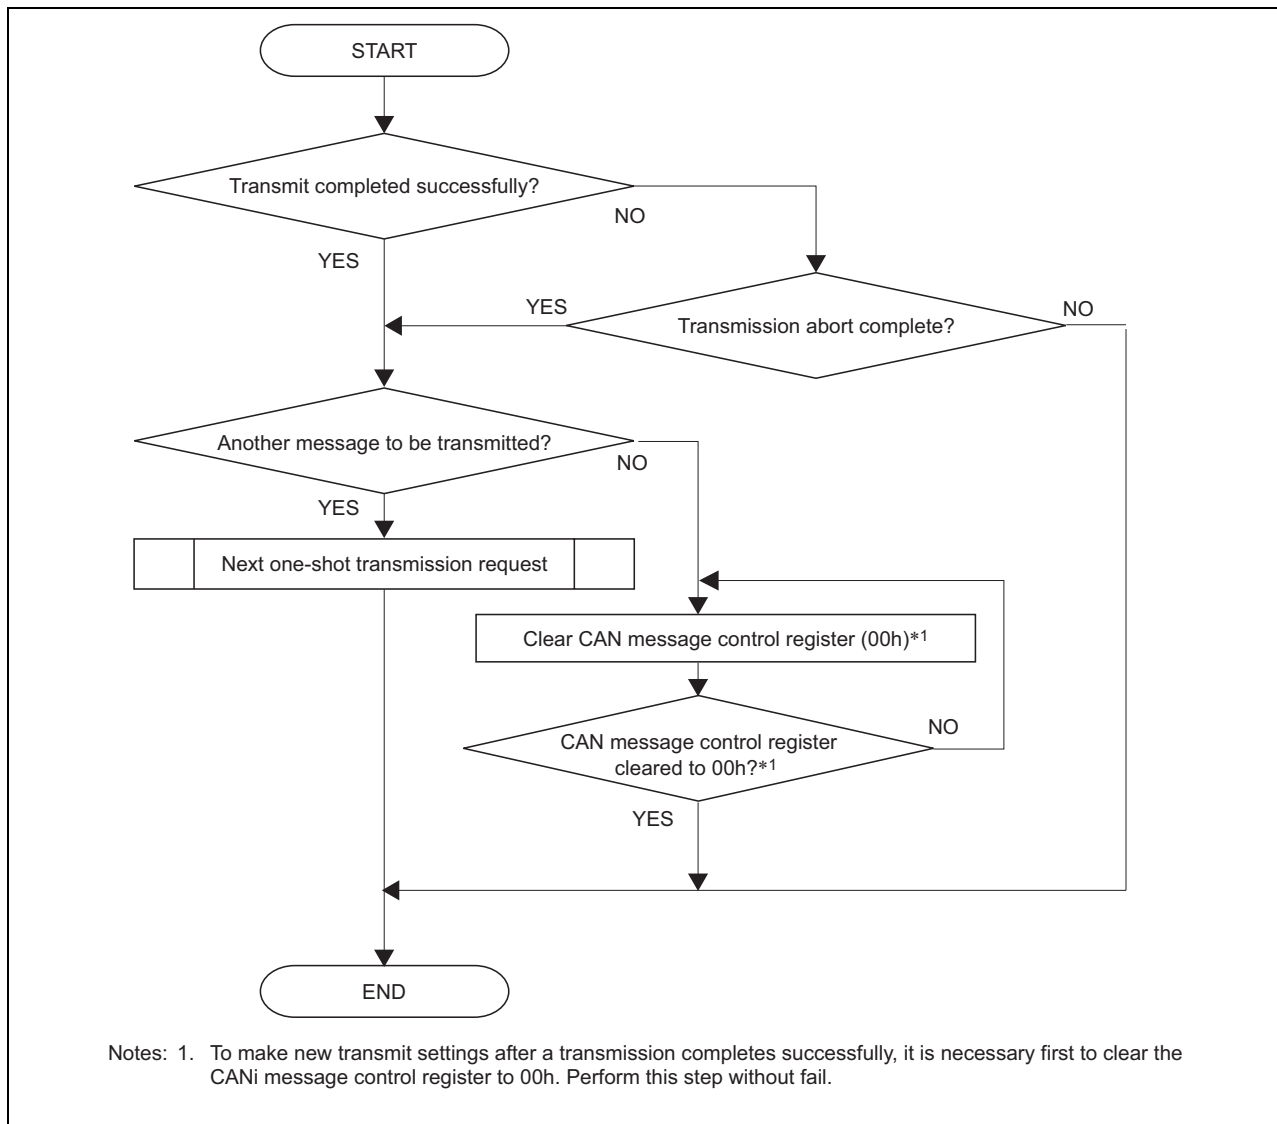 START
Transmit completed successfully?
NO
YES
YES
Transmission abort complete?
NO
Another message to be transmitted?
NO
YES
Next one-shot transmission request
Clear CAN message control register (00h)*1
CAN message control register
cleared to 00h?*1
NO
YES
END
Notes: 1. To make new transmit settings after a transmission completes successfully, it is necessary first to clear the
CANi message control register to 00h. Perform this step without fail.